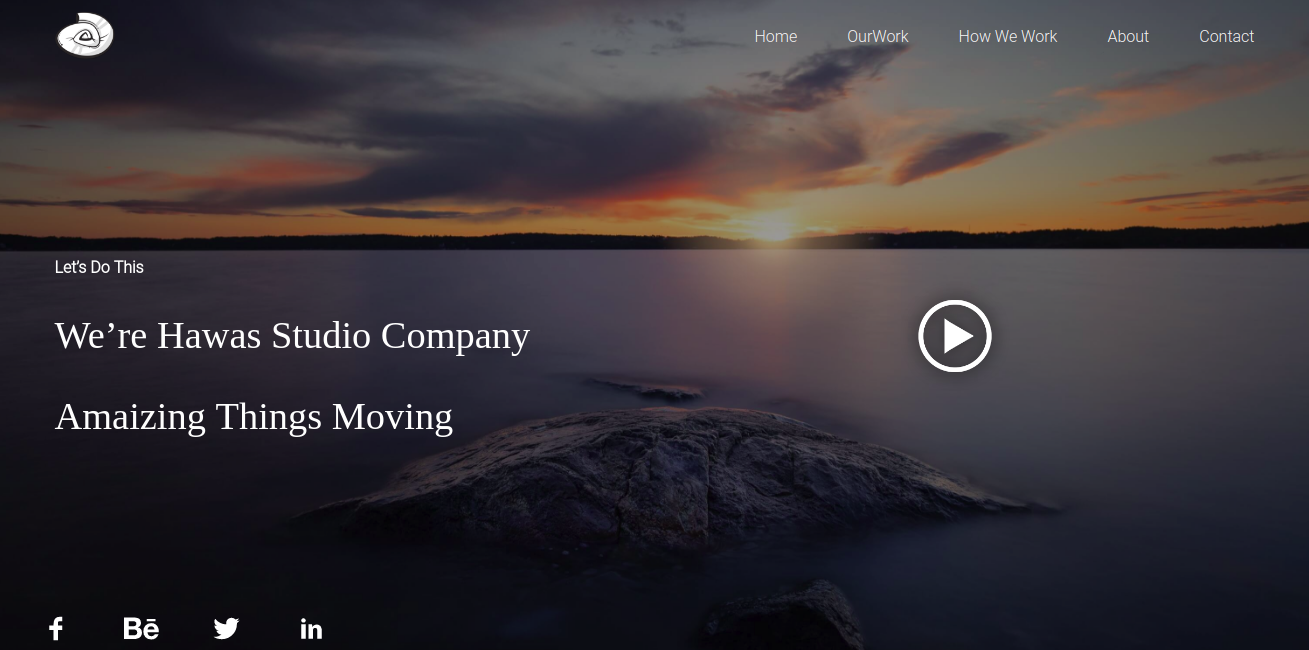 Home OurWork How We Work About Contact
Let's Do This
We're Hawas Studio Company
Amaizing Things Moving
Bē
in